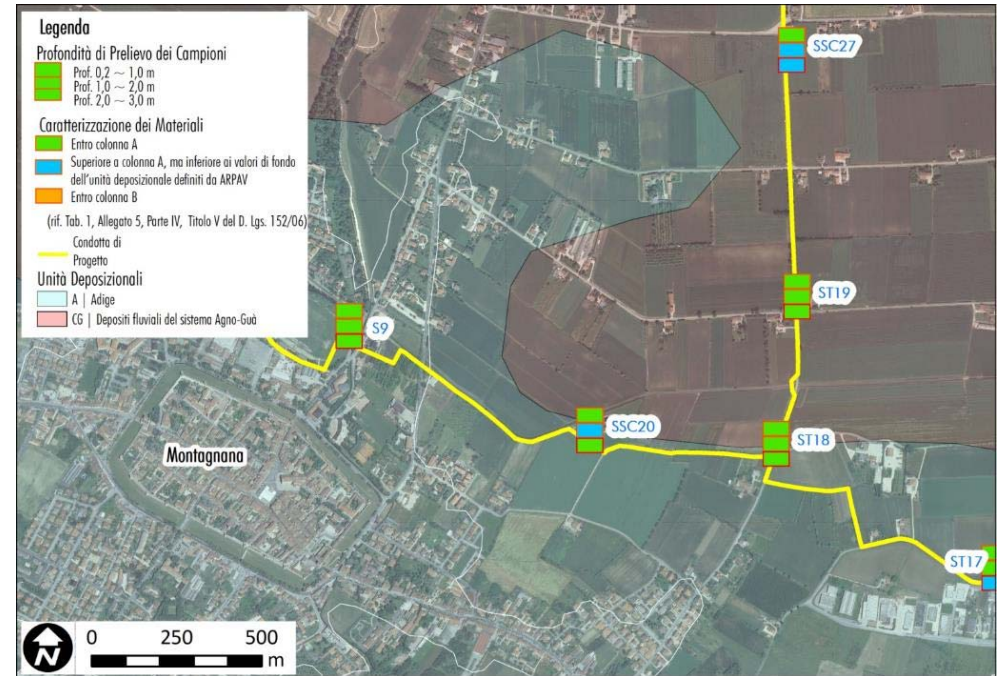 Legenda
Profondità di Prelievo dei Campioni
Prof. 0,2 ~ 1,0 m
Prof. 1,0 ~ 2,0 m
Prof. 2,0 ~ 3,0 m
Caratterizzazione dei Materiali
Entro colonna A
Superiore a colonna A, ma inferiore ai valori di fondo
dell'unità deposizionale definiti da ARPAV
Entro colonna B
(rif. Tab. 1, Allegato 5, Parte IV, Titolo V del D. Lgs. 152/06)
Condotta di
Progetto
Unità Deposizionali
A | Adige
CG | Depositi fluviali del sistema Agno-Guà
SSC27
ST19
S9
SSC20
ST18
Montagnana
ST17
N
0 250 500
m